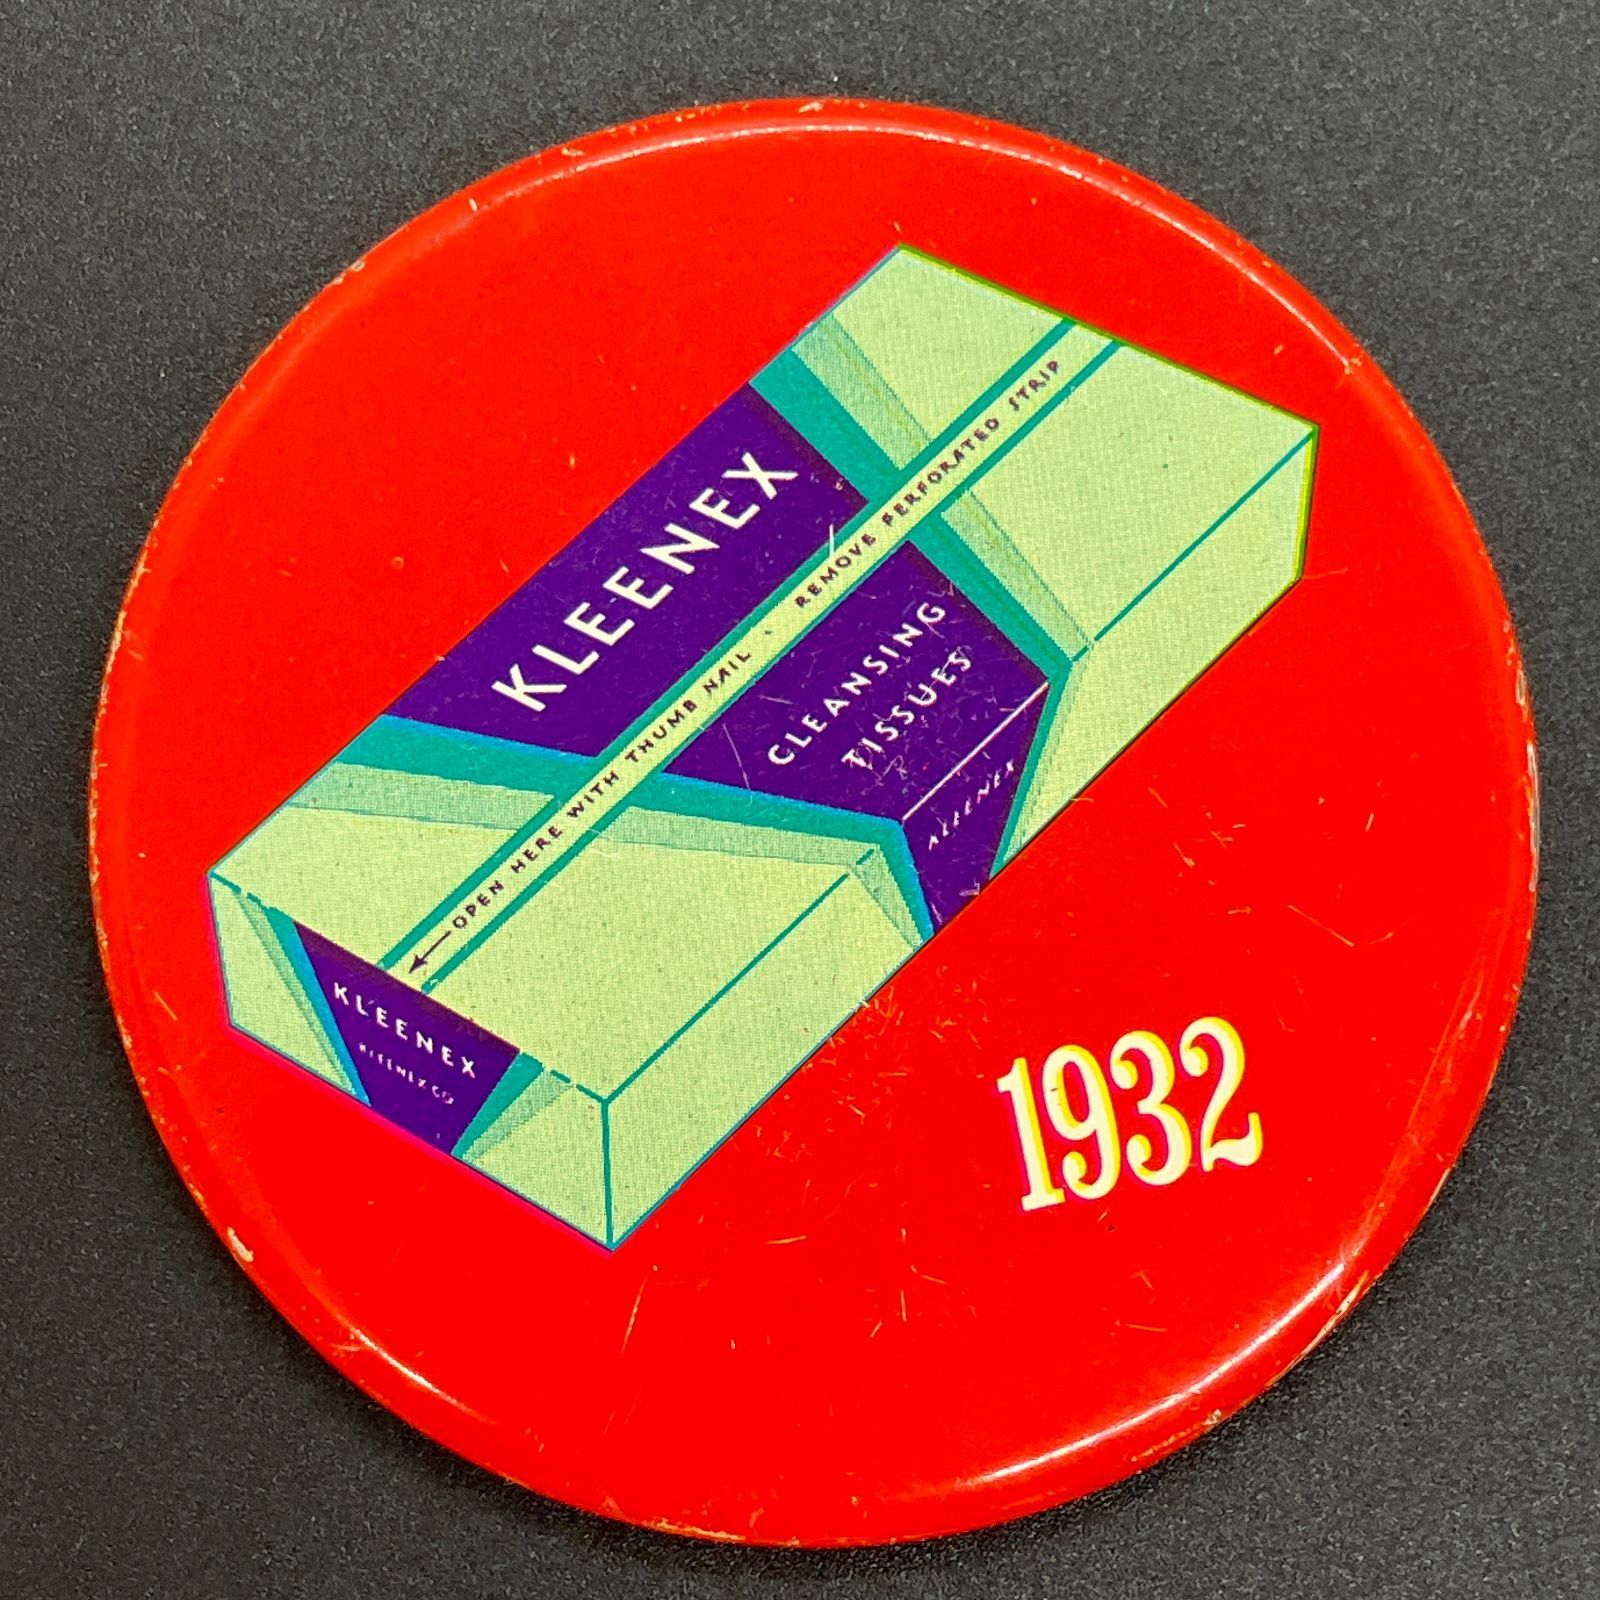 KLEENEX
OPEN HERE WITH THUMB NAIL · REMOVE PERFORATED STRIP
CLEANSING
TISSUES
KLEENEX
KLEENEX
KLEENEX CO
1932